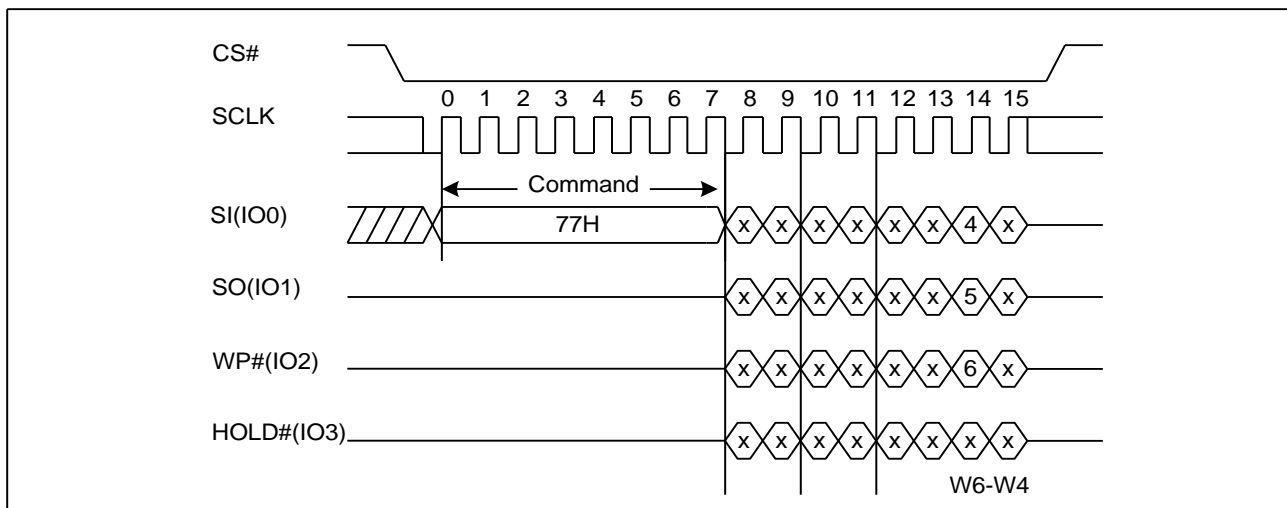 CS#
0 1 2 3 4 5 6 7 8 9 10 11 12 13 14 15
SCLK
Command
SI(IO0)
77H
x x x x x x 4 x
SO(IO1)
x x x x x x 5 x
WP#(IO2)
x x x x x x 6 x
HOLD#(IO3)
x x x x x x x x
W6-W4